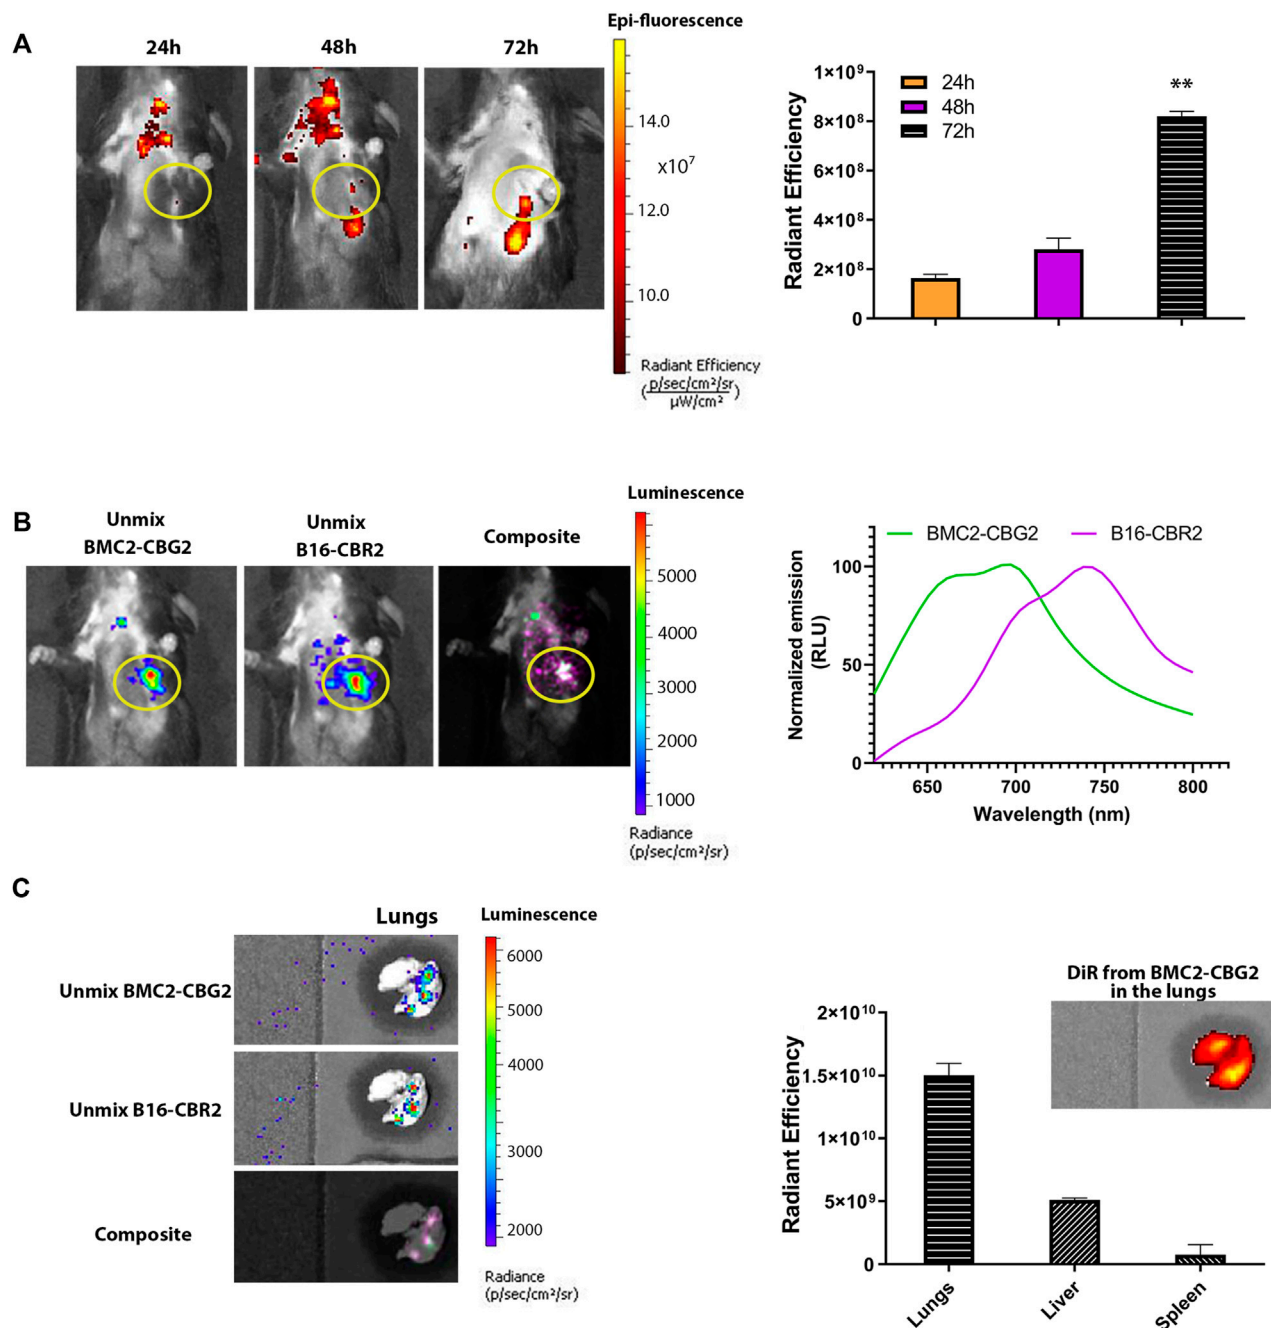 A
24h
48h
72h
Epi-fluorescence
14.0
x10⁷
12.0
10.0
Radiant Efficiency
(p/sec/cm²/sr)
µW/cm²
1×10⁹
8×10⁸
6×10⁸
4×10⁸
2×10⁸
0
Radiant Efficiency
24h
48h
72h
**
B
Unmix
BMC2-CBG2
Unmix
B16-CBR2
Composite
Luminescence
5000
4000
3000
2000
1000
Radiance
(p/sec/cm²/sr)
BMC2-CBG2
B16-CBR2
Normalized emission
(RLU)
100
50
0
650
700
750
800
Wavelength (nm)
C
Lungs
Unmix BMC2-CBG2
Unmix B16-CBR2
Composite
Luminescence
6000
5000
4000
3000
2000
Radiance
(p/sec/cm²/sr)
DiR from BMC2-CBG2
in the lungs
Radiant Efficiency
2×10¹⁰
1.5×10¹⁰
1×10¹⁰
5×10⁹
0
Lungs
Liver
Spleen